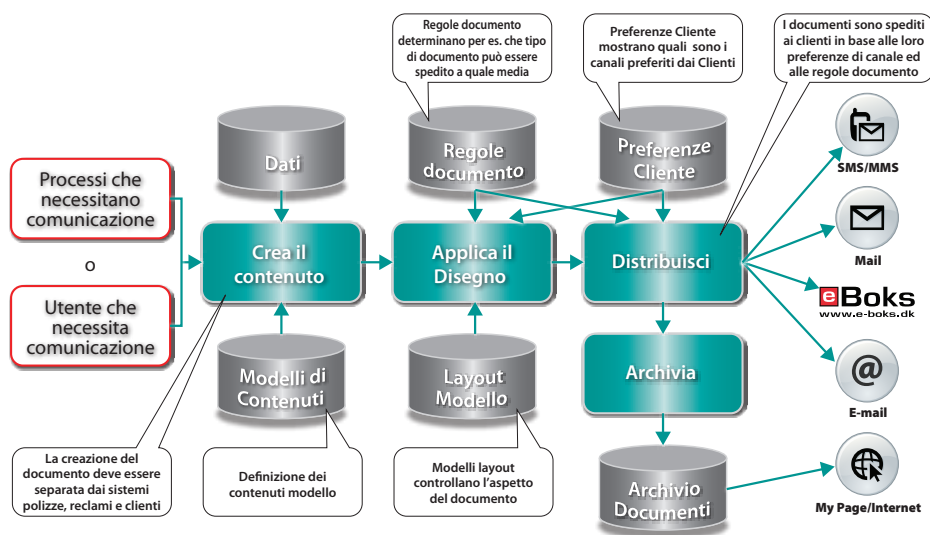 Regole documento
determinano per es. che tipo
di documento può essere
spedito a quale media
Preferenze Cliente
mostrano quali sono i
canali preferiti dai Clienti
I documenti sono spediti
ai clienti in base alle loro
preferenze di canale ed
alle regole documento
Dati
Regole
documento
Preferenze
Cliente
SMS/MMS
Processi che
necessitano
comunicazione
o
Utente che
necessita
comunicazione
Crea il
contenuto
Applica il
Disegno
Distribuisci
Mail
eBoks
www.e-boks.dk
Modelli di
Contenuti
Layout
Modello
Archivia
@
E-mail
La creazione del
documento deve essere
separata dai sistemi
polizze, reclami e clienti
Definizione dei
contenuti modello
Modelli layout
controllano l'aspetto
del documento
Archivio
Documenti
My Page/Internet